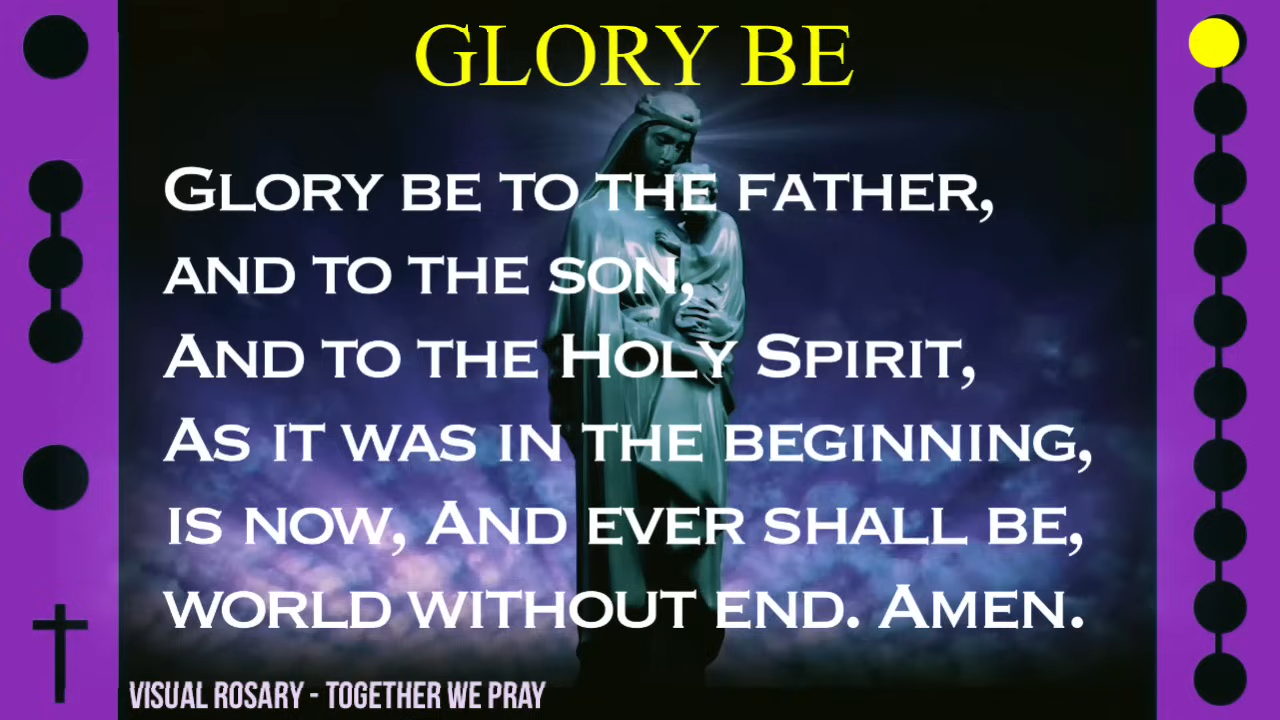 GLORY BE
GLORY BE TO THE FATHER,
AND TO THE SON,
AND TO THE HOLY SPIRIT,
AS IT WAS IN THE BEGINNING,
IS NOW, AND EVER SHALL BE,
WORLD WITHOUT END. AMEN.
VISUAL ROSARY - TOGETHER WE PRAY